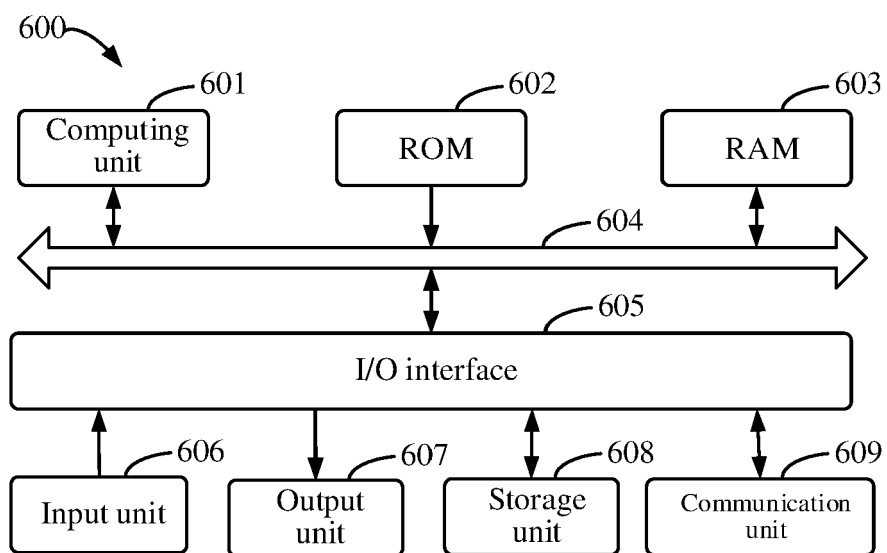 600
601
602
603
Computing
unit
ROM
RAM
604
605
I/O interface
606
607
608
609
Input unit
Output
unit
Storage
unit
Communication
unit